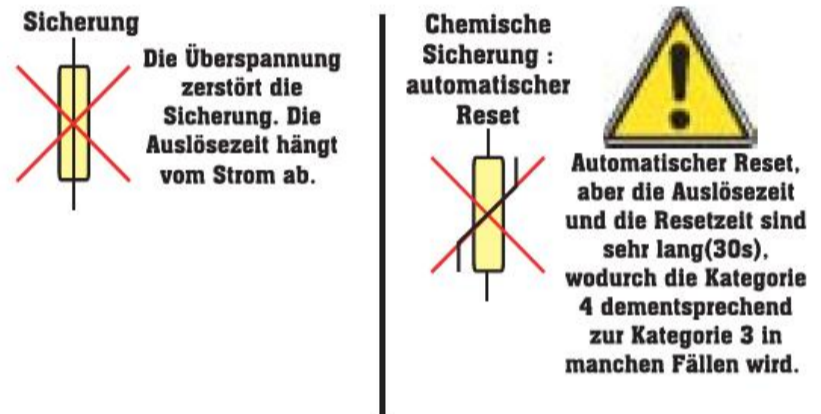 Sicherung
Die Überspannung
zerstört die
Sicherung. Die
Auslösezeit hängt
vom Strom ab.
Chemische
Sicherung :
automatischer
Reset
!
Automatischer Reset,
aber die Auslösezeit
und die Resetzeit sind
sehr lang(30s),
wodurch die Kategorie
4 dementsprechend
zur Kategorie 3 in
manchen Fällen wird.